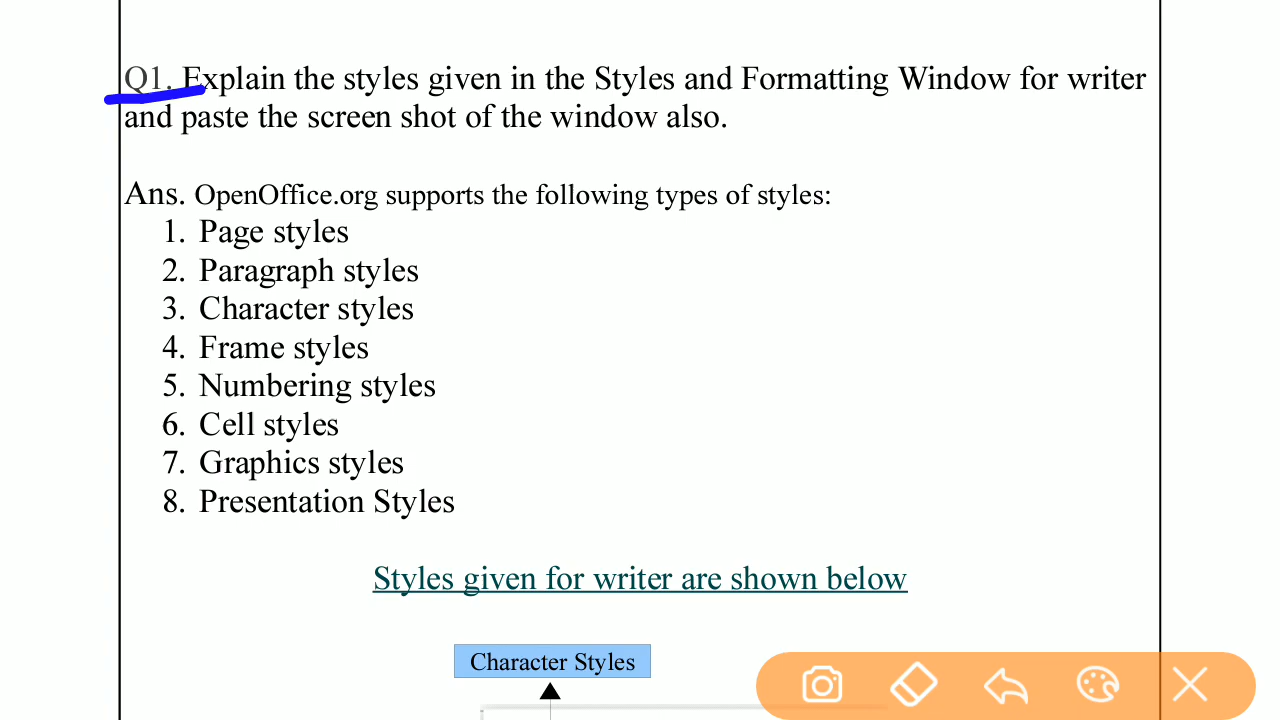 Q1. Explain the styles given in the Styles and Formatting Window for writer
and paste the screen shot of the window also.
Ans. OpenOffice.org supports the following types of styles:
1. Page styles
2. Paragraph styles
3. Character styles
4. Frame styles
5. Numbering styles
6. Cell styles
7. Graphics styles
8. Presentation Styles
Styles given for writer are shown below
Character Styles